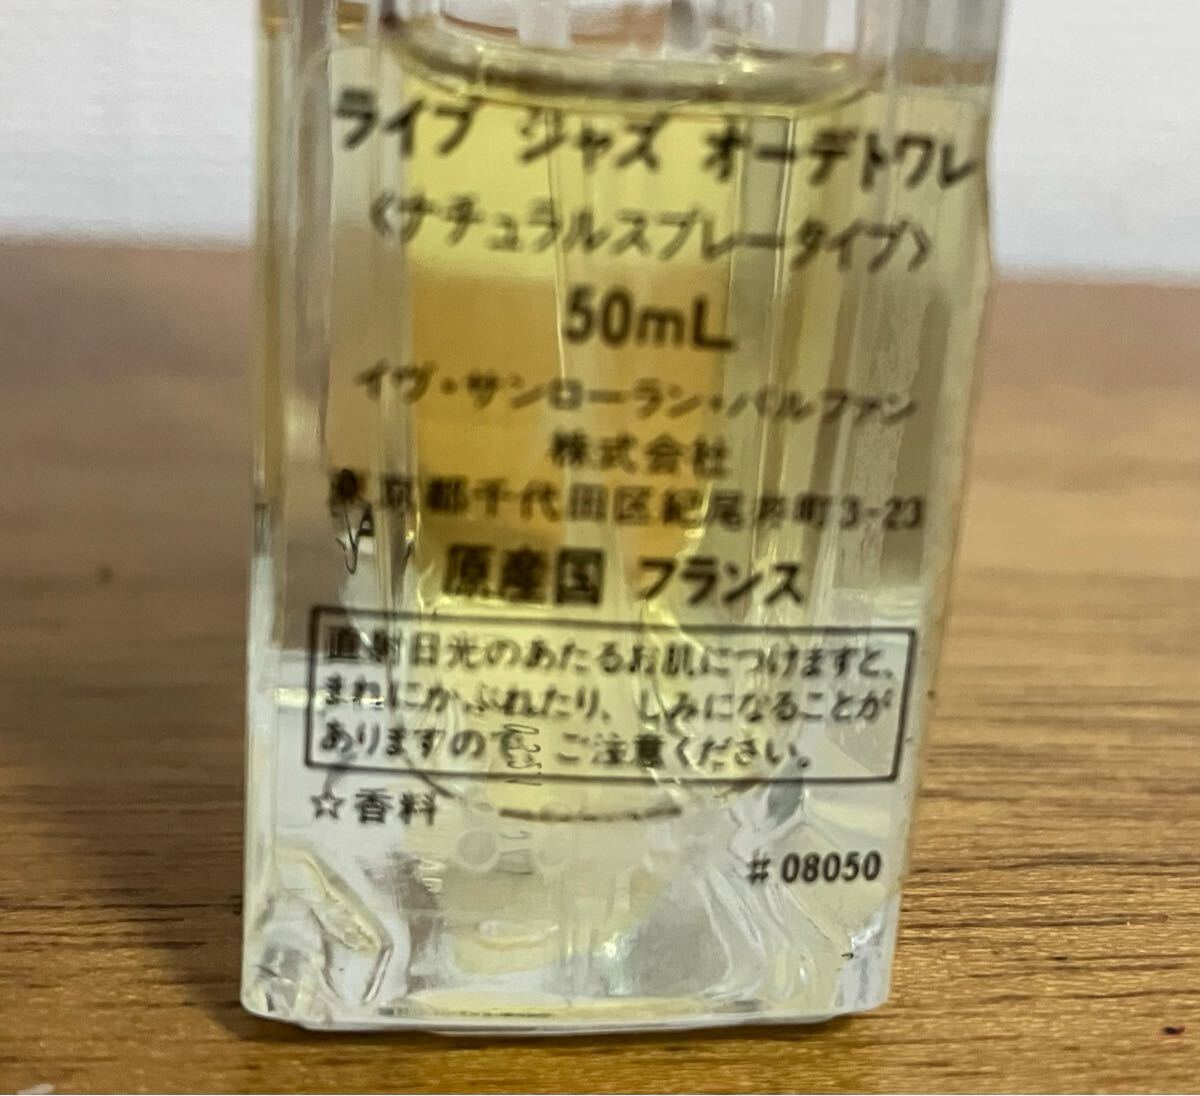 ライブ ジャズ オーデトワレ
〈ナチュラルスプレータイプ〉
50mL
イヴ・サンローラン・パルファン
株式会社
東京都千代田区紀尾井町3-23
原産国 フランス
直射日光のあたるお肌につけますと、
まれにかぶれたり、しみになることが
ありますので、ご注意ください。
☆香料
#08050